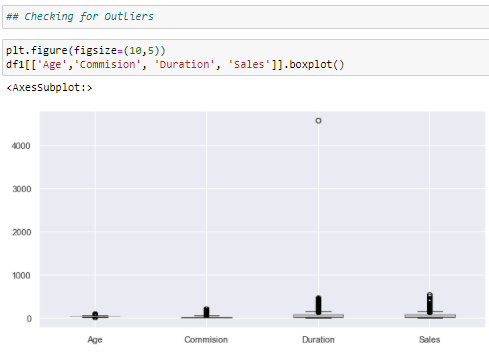 ## Checking for Outliers
plt.figure(figsize=(10,5))
df1[['Age','Commision', 'Duration', 'Sales']].boxplot()
<AxesSubplot:>
4000
3000
2000
1000
0
Age Commision Duration Sales